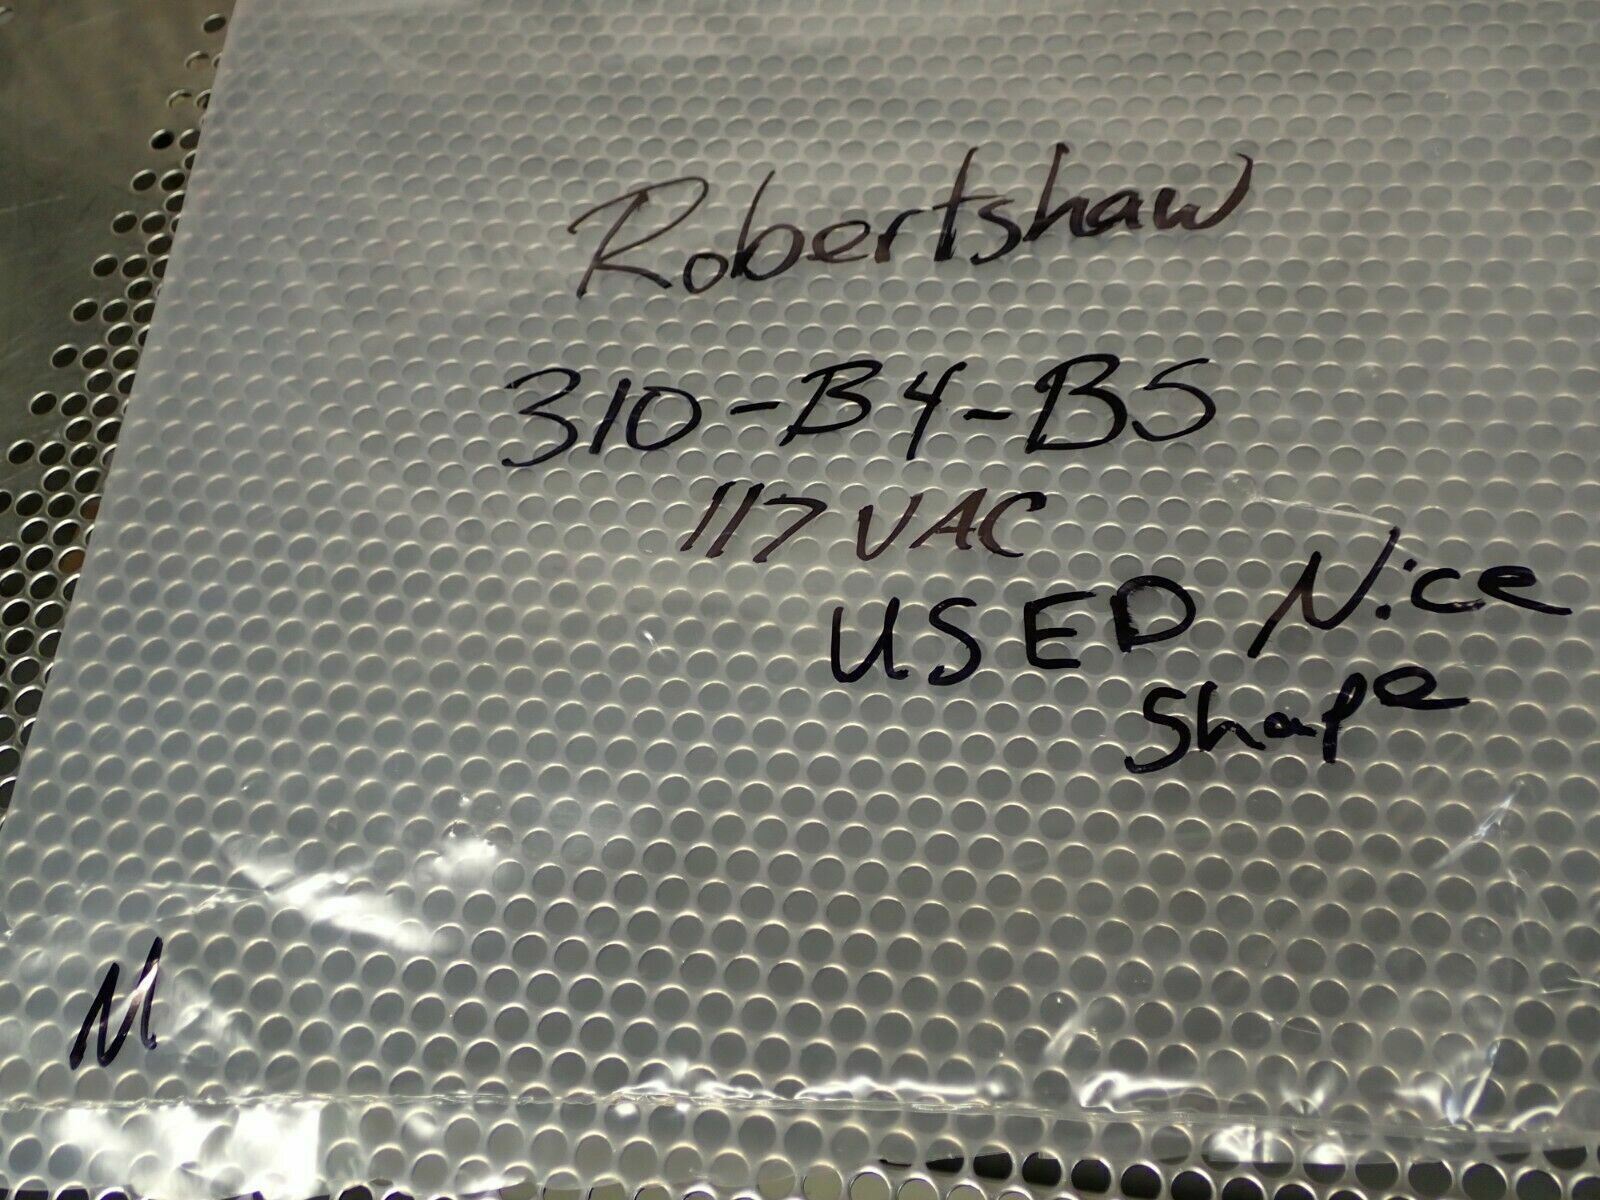 Robertshaw
310-B4-B5
117 VAC
USED Nice
Shape
M